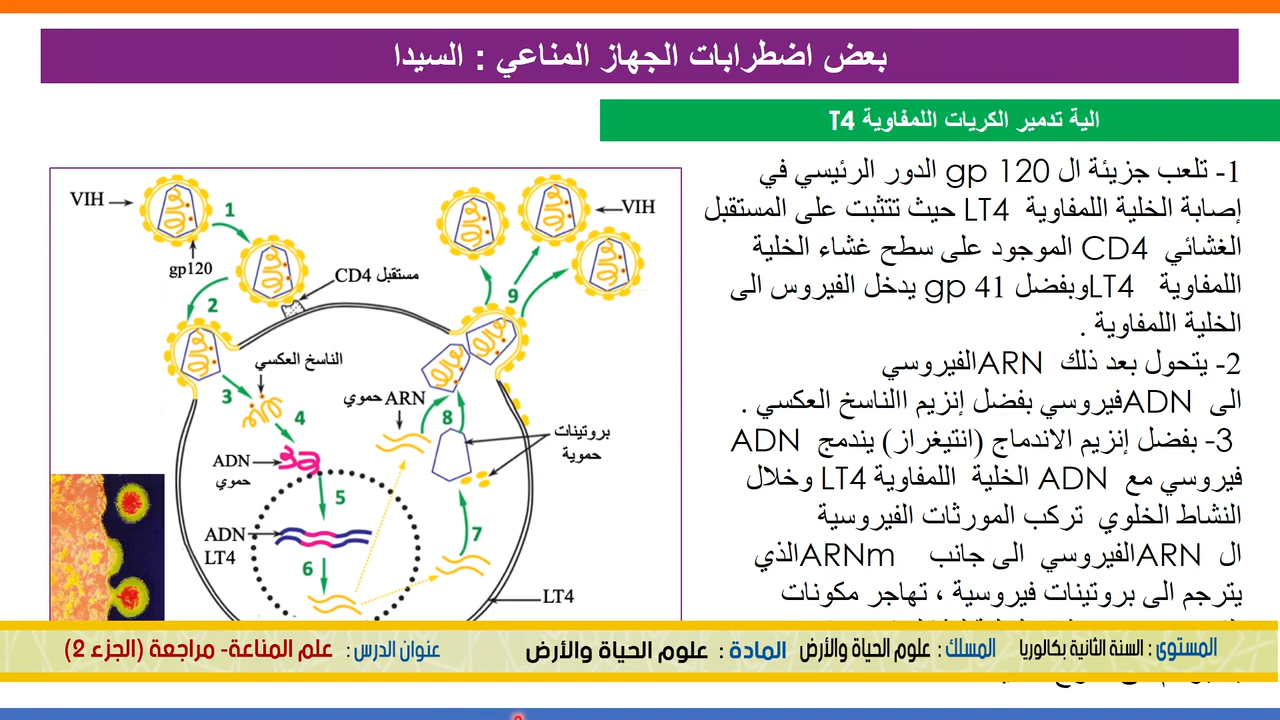 بعض اضطرابات الجهاز المناعي : السيدا
الية تدمير الكريات اللمفاوية T4
1- تلعب جزيئة ال gp 120 الدور الرئيسي في
إصابة الخلية اللمفاوية LT4 حيث تتثبت على المستقبل
الغشائي CD4 الموجود على سطح غشاء الخلية
اللمفاوية LT4وبفضل gp 41 يدخل الفيروس الى
الخلية اللمفاوية .
2- يتحول بعد ذلك ARNالفيروسي
الى ADNفيروسي بفضل إنزيم االناسخ العكسي .
3- بفضل إنزيم الاندماج (انتيغراز) يندمج ADN
فيروسي مع ADN الخلية اللمفاوية LT4 وخلال
النشاط الخلوي تركب المورثات الفيروسية
ال ARNالفيروسي الى جانب ARNmالذي
يترجم الى بروتينات فيروسية ، تهاجر مكونات
VIH
1
gp120
مستقبل CD4
2
VIH
9
الناسخ العكسي
3
4
ARN حموي
8
بروتينات
حموية
ADN
حموي
5
ADN
LT4
6
7
LT4
المستوى : السنة الثانية بكالوريا
المسلك : علوم الحياة والأرض
المادة : علوم الحياة والأرض
عنوان الدرس : علم المناعة- مراجعة (الجزء 2)